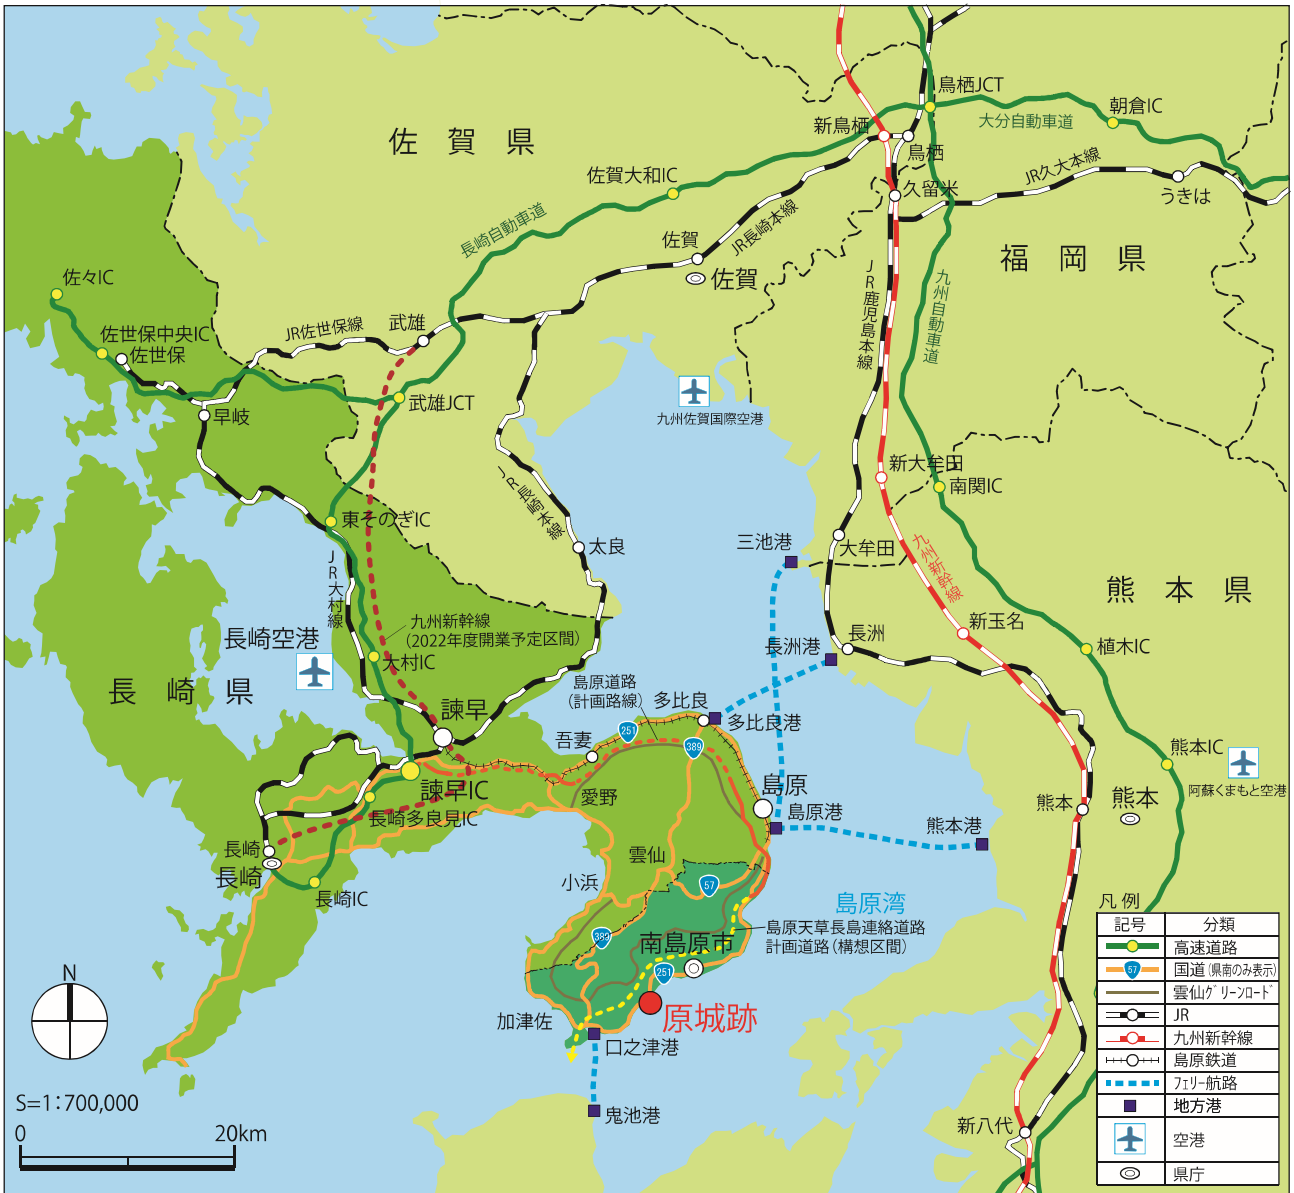 鳥栖JCT
朝倉IC
新鳥栖
大分自動車道
佐賀県
鳥栖
佐賀大和IC
JR久大本線
久留米
うきは
長崎自動車道
JR長崎本線
佐賀
佐賀
福岡県
佐々IC
JR鹿児島本線
九州自動車道
佐世保中央IC
佐世保
JR佐世保線
武雄
武雄JCT
早岐
九州佐賀国際空港
新大牟田
南関IC
JR長崎本線
東そのぎIC
太良
三池港
大牟田
九州新幹線
JR大村線
熊本県
九州新幹線
(2022年度開業予定区間)
長崎空港
大村IC
長洲港
長洲
新玉名
植木IC
長崎県
島原道路
(計画路線)
多比良
多比良港
諫早
251
吾妻
389
熊本IC
阿蘇くまもと空港
諫早IC
愛野
島原
島原港
熊本港
熊本
熊本
長崎多良見IC
長崎
長崎
長崎IC
雲仙
小浜
57
島原湾
島原天草長島連絡道路
計画道路(構想区間)
389
南島原市
251
原城跡
加津佐
口之津港
鬼池港
新八代
N
S=1:700,000
0 20km
凡例
記号 分類
高速道路
57 国道(県南のみ表示)
雲仙グリーンロード
JR
九州新幹線
島原鉄道
フェリー航路
地方港
空港
県庁